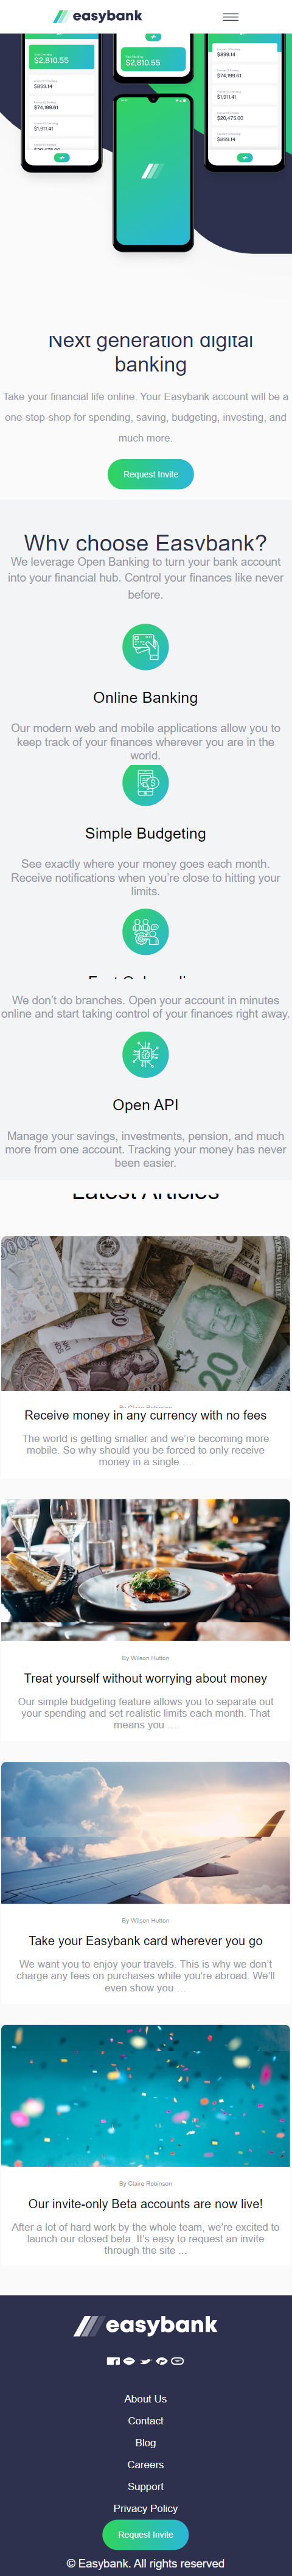 easybank
$2,810.55
$899.14
$74,199.61
$1,911.41
$2,810.55
$899.14
$74,199.61
$1,911.41
$20,475.00
$899.14
Next generation digital
banking
Take your financial life online. Your Easybank account will be a
one-stop-shop for spending, saving, budgeting, investing, and
much more.
Request Invite
Why choose Easybank?
We leverage Open Banking to turn your bank account
into your financial hub. Control your finances like never
before.
Online Banking
Our modern web and mobile applications allow you to
keep track of your finances wherever you are in the
world.
Simple Budgeting
See exactly where your money goes each month.
Receive notifications when you're close to hitting your
limits.
We don't do branches. Open your account in minutes
online and start taking control of your finances right away.
Open API
Manage your savings, investments, pension, and much
more from one account. Tracking your money has never
been easier.
Latest Articles
20
Receive money in any currency with no fees
The world is getting smaller and we're becoming more
mobile. So why should you be forced to only receive
money in a single …
By Wilson Hutton
Treat yourself without worrying about money
Our simple budgeting feature allows you to separate out
your spending and set realistic limits each month. That
means you …
By Wilson Hutton
Take your Easybank card wherever you go
We want you to enjoy your travels. This is why we don't
charge any fees on purchases while you're abroad. We'll
even show you …
By Claire Robinson
Our invite-only Beta accounts are now live!
After a lot of hard work by the whole team, we're excited to
launch our closed beta. It's easy to request an invite
through the site ...
easybank
About Us
Contact
Blog
Careers
Support
Privacy Policy
Request Invite
© Easybank. All rights reserved